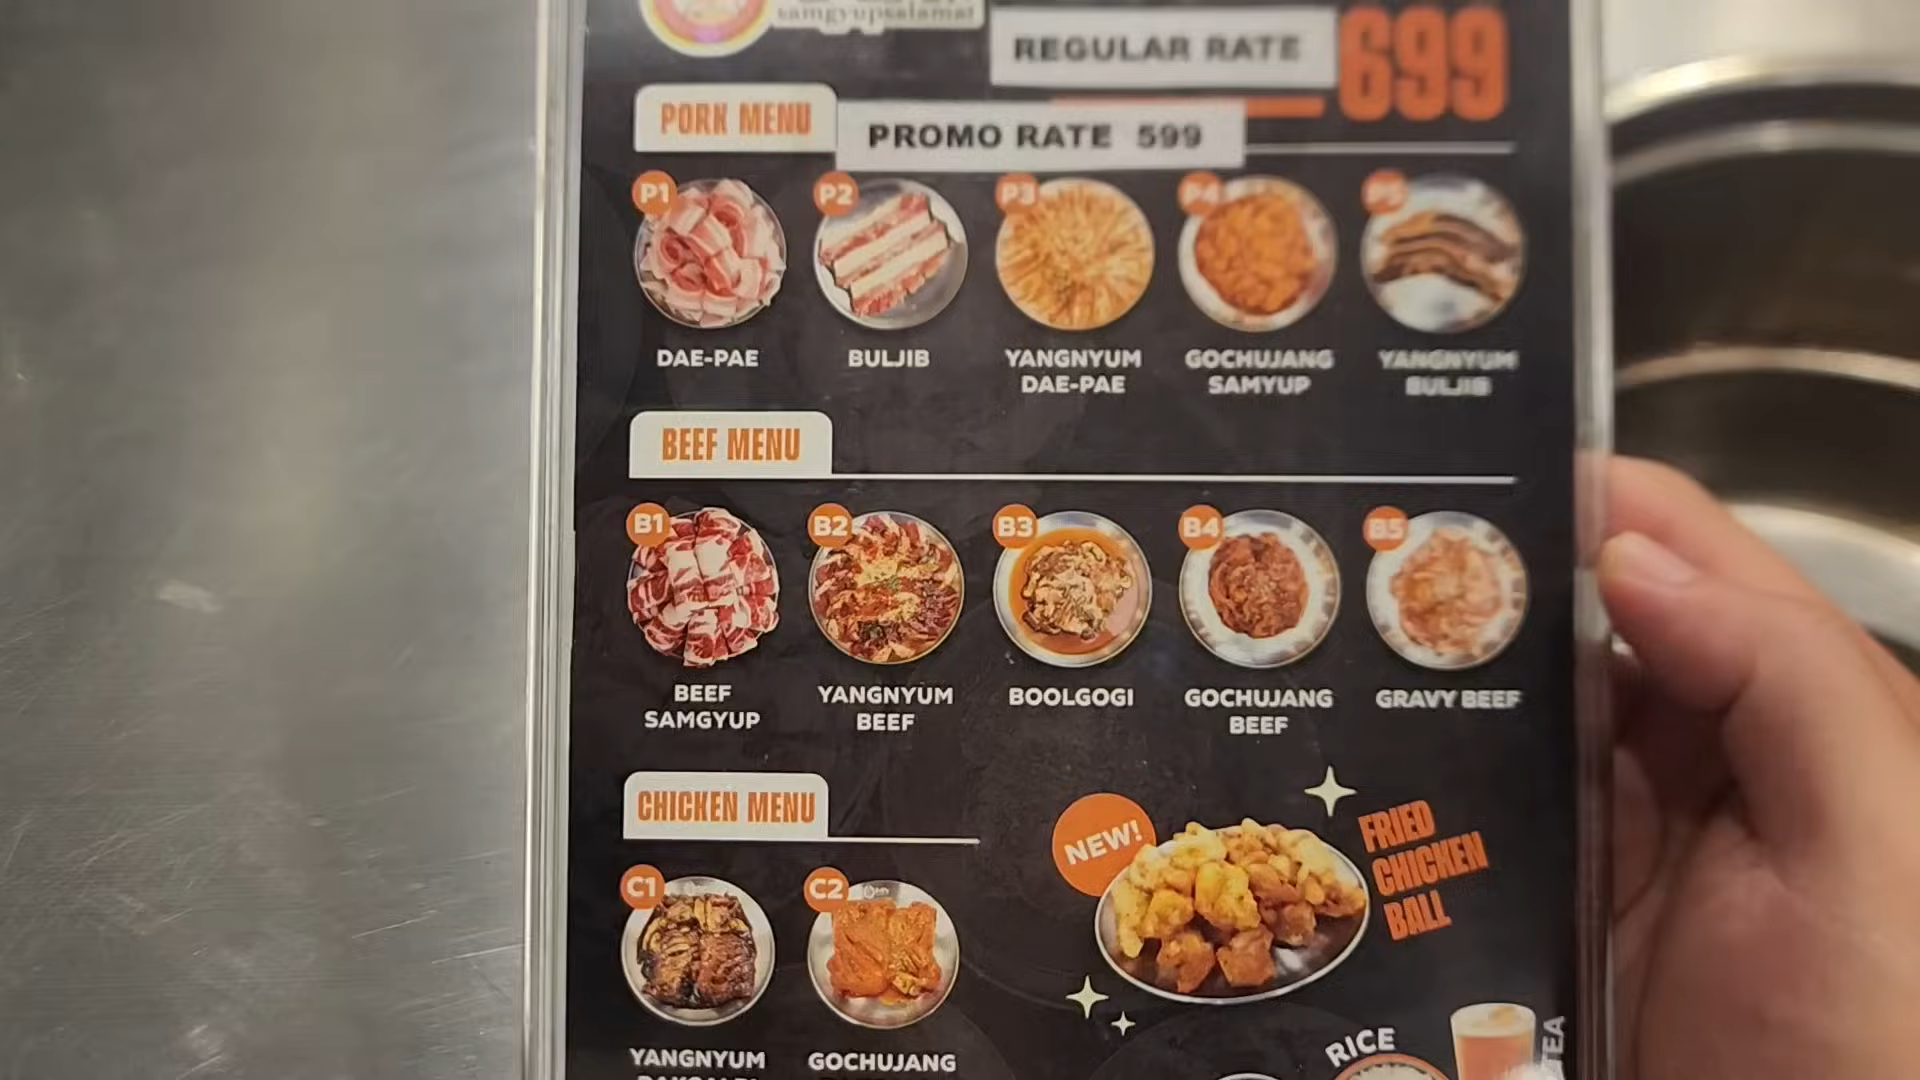 samgyupsalamat
REGULAR RATE 699
PORK MENU
PROMO RATE 599
P1 P2 P3 P4 P5
DAE-PAE
BULJIB
YANGNYUM
DAE-PAE
GOCHUJANG
SAMYUP
YANGNYUM
BULJIB
BEEF MENU
B1 B2 B3 B4 B5
BEEF
SAMGYUP
YANGNYUM
BEEF
BOOLGOGI
GOCHUJANG
BEEF
GRAVY BEEF
CHICKEN MENU
NEW!
FRIED
CHICKEN
BALL
C1 C2
YANGNYUM
GOCHUJANG
RICE
TEA